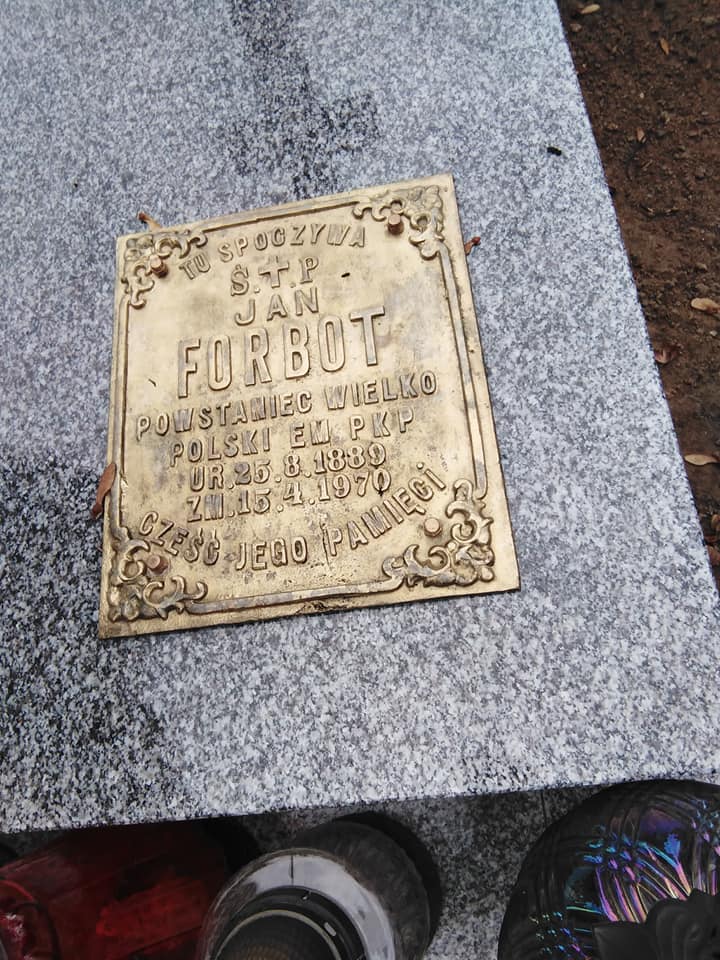 TU SPOCZYWA
Ś.+P
JAN
FORBOT
POWSTANIEC WIELKO
POLSKI EM. PKP
UR.25.8.1889
ZM.15.4.1970
CZEŚĆ JEGO PAMIĘCI